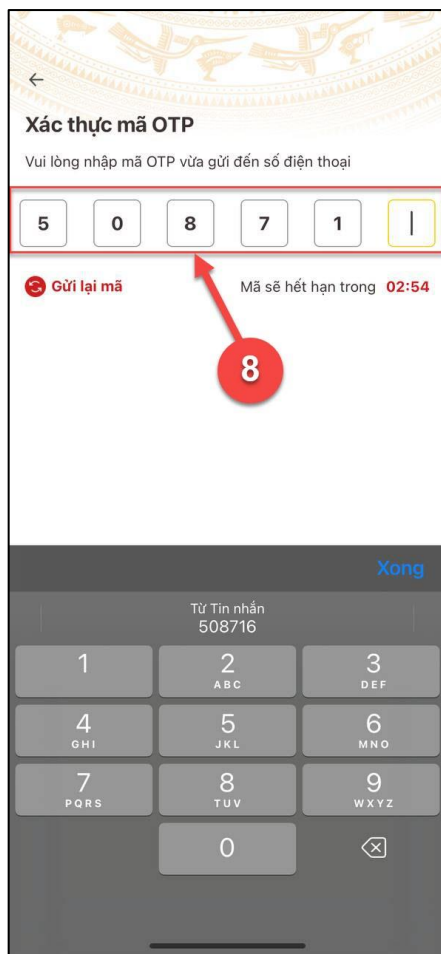 Xác thực mã OTP
Vui lòng nhập mã OTP vừa gửi đến số điện thoại
5 0 8 7 1
Gửi lại mã Mã sẽ hết hạn trong 02:54
8
Xong
Từ Tin nhắn
508716
1 2 3
ABC DEF
4 5 6
GHI JKL MNO
7 8 9
PQRS TUV WXYZ
0